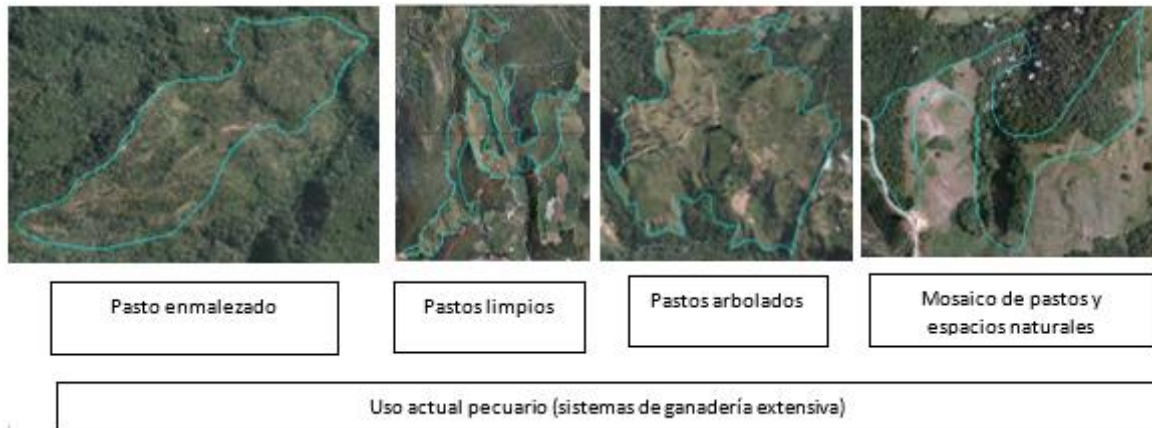 Pasto enmalezado
Pastos limpios
Pastos arbolados
Mosaico de pastos y
espacios naturales
Uso actual pecuario (sistemas de ganadería extensiva)